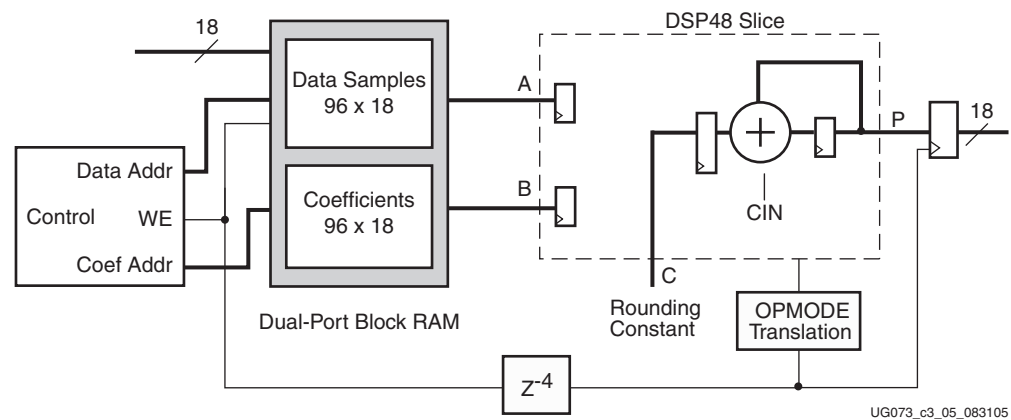 DSP48 Slice
18
Data Samples
96 x 18
A
P
18
Data Addr
Control
WE
Coef Addr
Coefficients
96 x 18
B
CIN
C
Rounding
Constant
OPMODE
Translation
Dual-Port Block RAM
Z-4
UG073_c3_05_083105